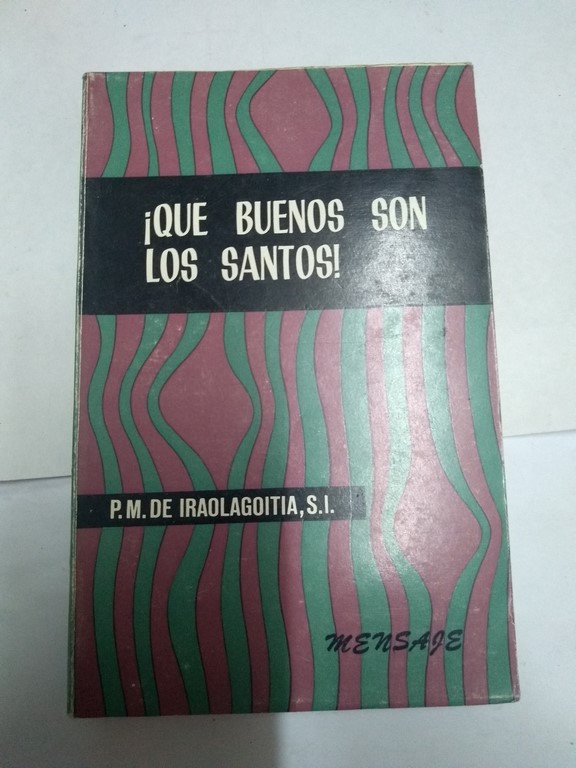 ¡QUE BUENOS SON
LOS SANTOS!
P.M. DE IRAOLAGOITIA, S.I.
MENSAJE